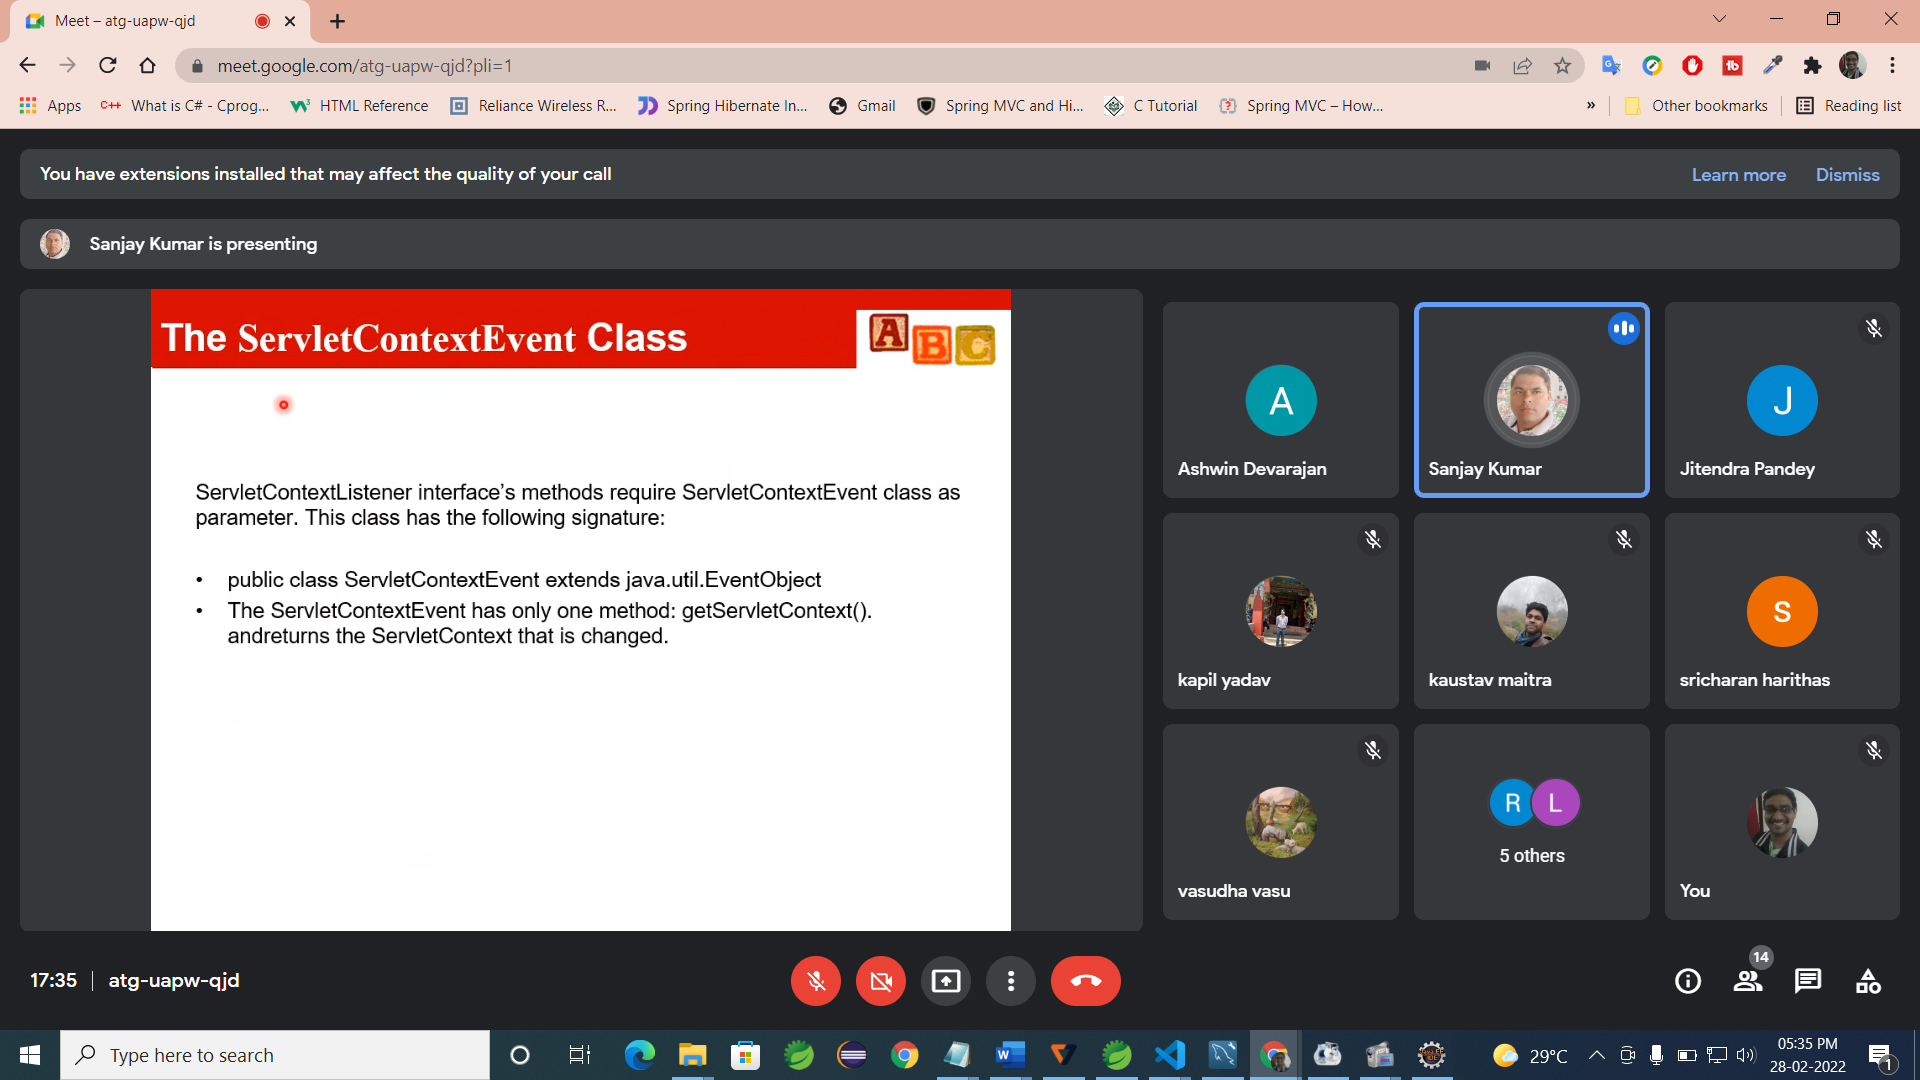 Meet – atg-uapw-qjd
meet.google.com/atg-uapw-qjd?pli=1
Apps
C++ What is C# - Cprog...
HTML Reference
Reliance Wireless R...
Spring Hibernate In...
Gmail
Spring MVC and Hi...
C Tutorial
Spring MVC – How...
»
Other bookmarks
Reading list
You have extensions installed that may affect the quality of your call
Learn more
Dismiss
Sanjay Kumar is presenting
The ServletContextEvent Class
A B C
ServletContextListener interface's methods require ServletContextEvent class as
parameter. This class has the following signature:
• public class ServletContextEvent extends java.util.EventObject
• The ServletContextEvent has only one method: getServletContext().
andreturns the ServletContext that is changed.
A
Ashwin Devarajan
Sanjay Kumar
J
Jitendra Pandey
kapil yadav
kaustav maitra
S
sricharan harithas
vasudha vasu
R L
5 others
You
17:35 | atg-uapw-qjd
14
Type here to search
29°C
05:35 PM
28-02-2022
1